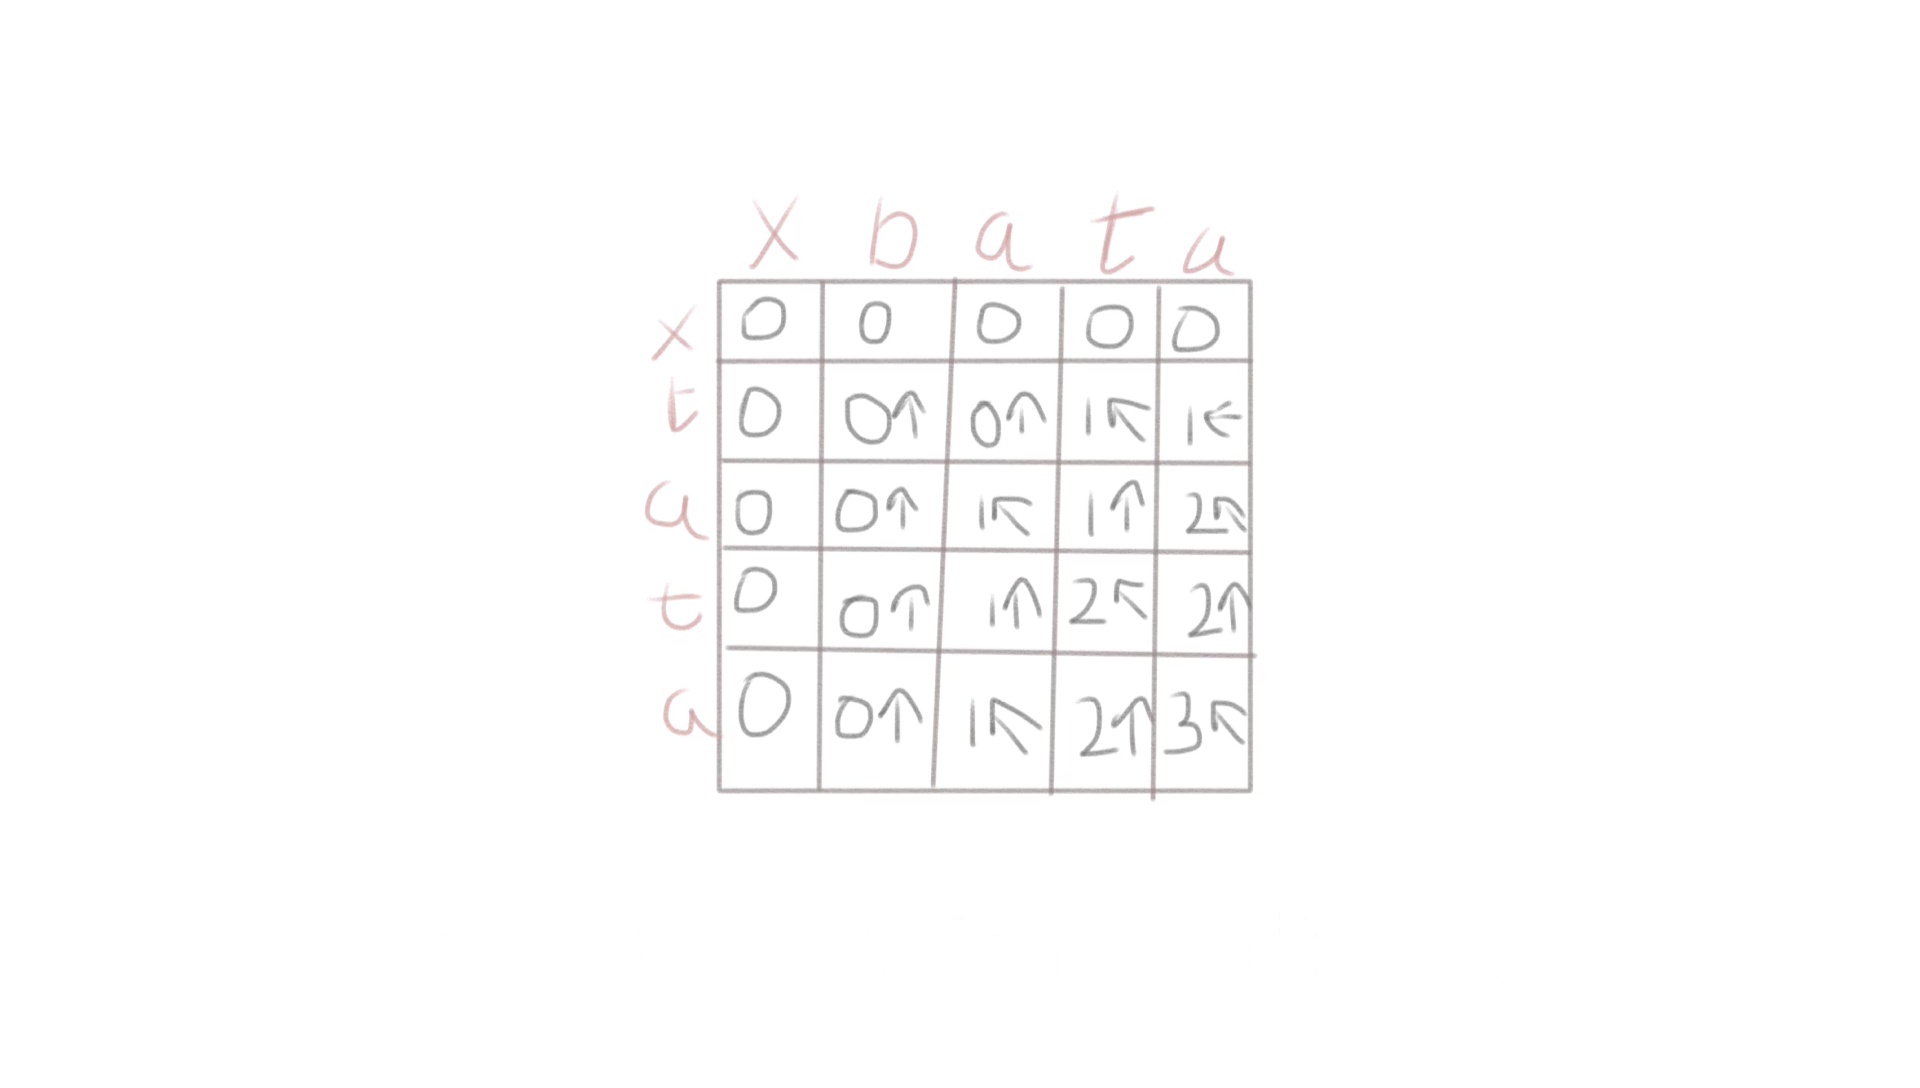 x b a t a
x 0 0 0 0 0
t 0 0↑ 0↑ 1↖ 1←
a 0 0↑ 1↖ 1↑ 2↖
t 0 0↑ 1↑ 2↖ 2↑
a 0 0↑ 1↖ 2↑ 3↖